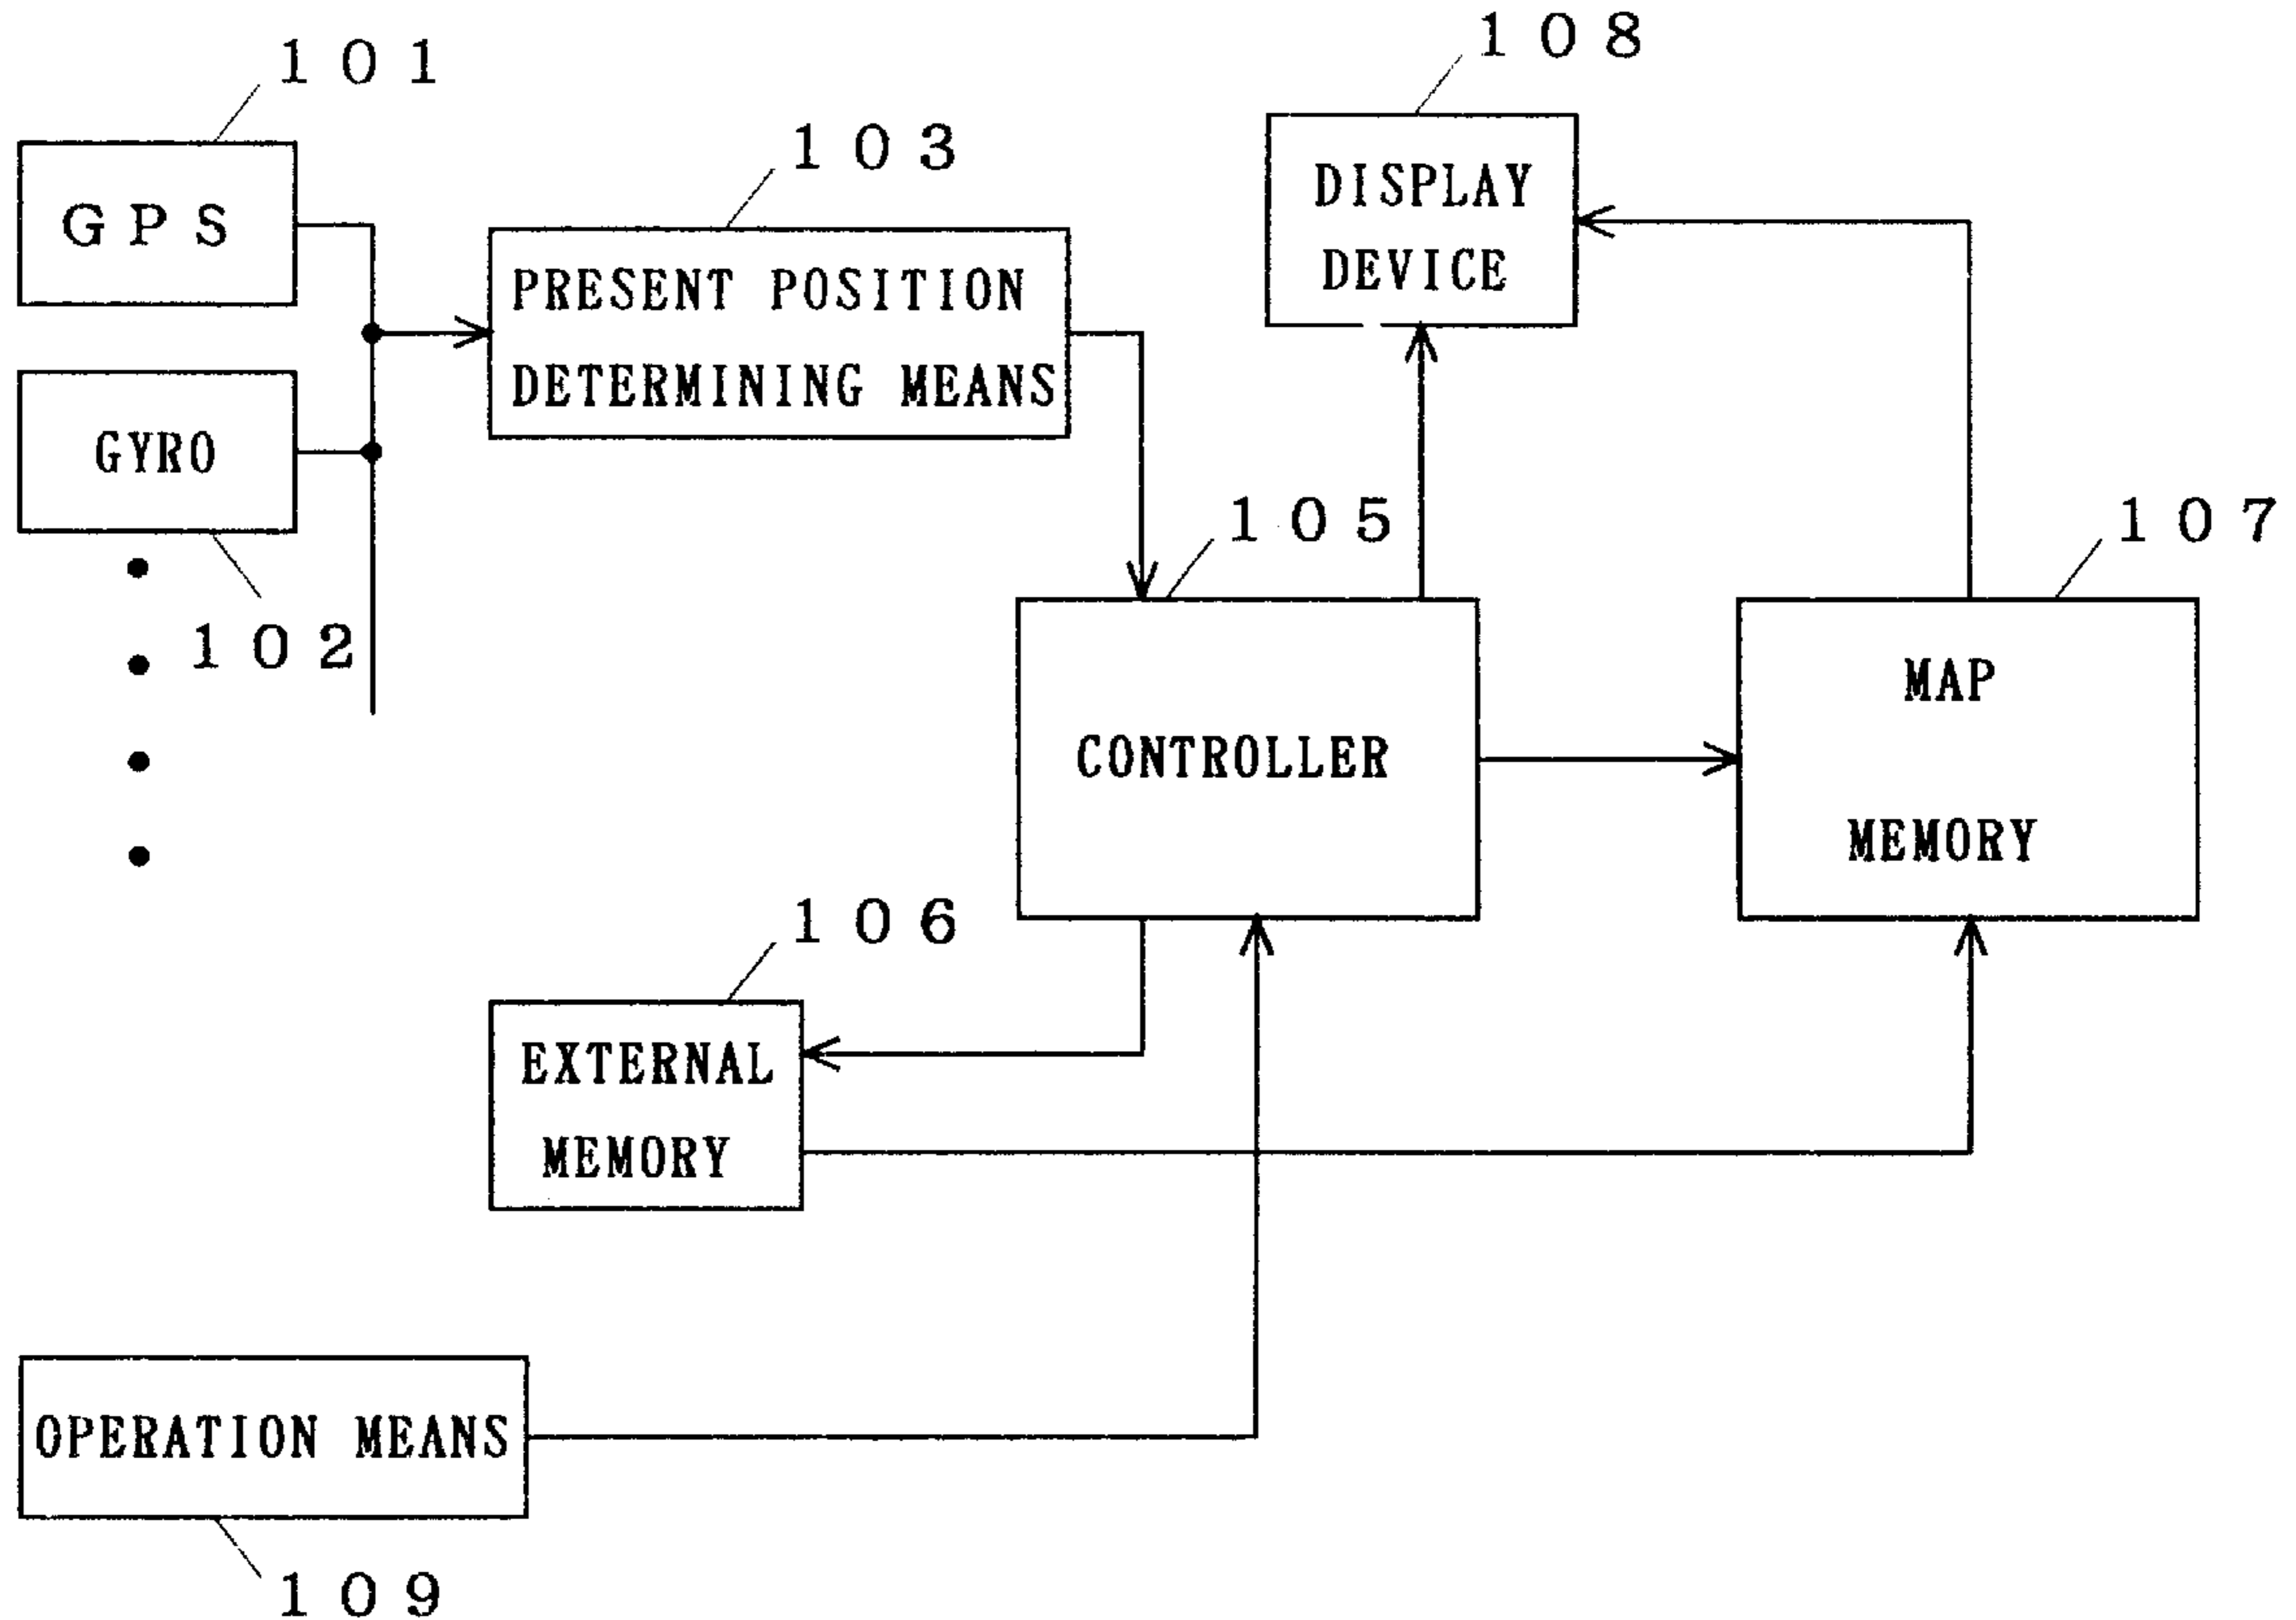 101
GPS
GYRO
102
103
PRESENT POSITION
DETERMINING MEANS
108
DISPLAY
DEVICE
105
CONTROLLER
107
MAP
MEMORY
106
EXTERNAL
MEMORY
OPERATION MEANS
109